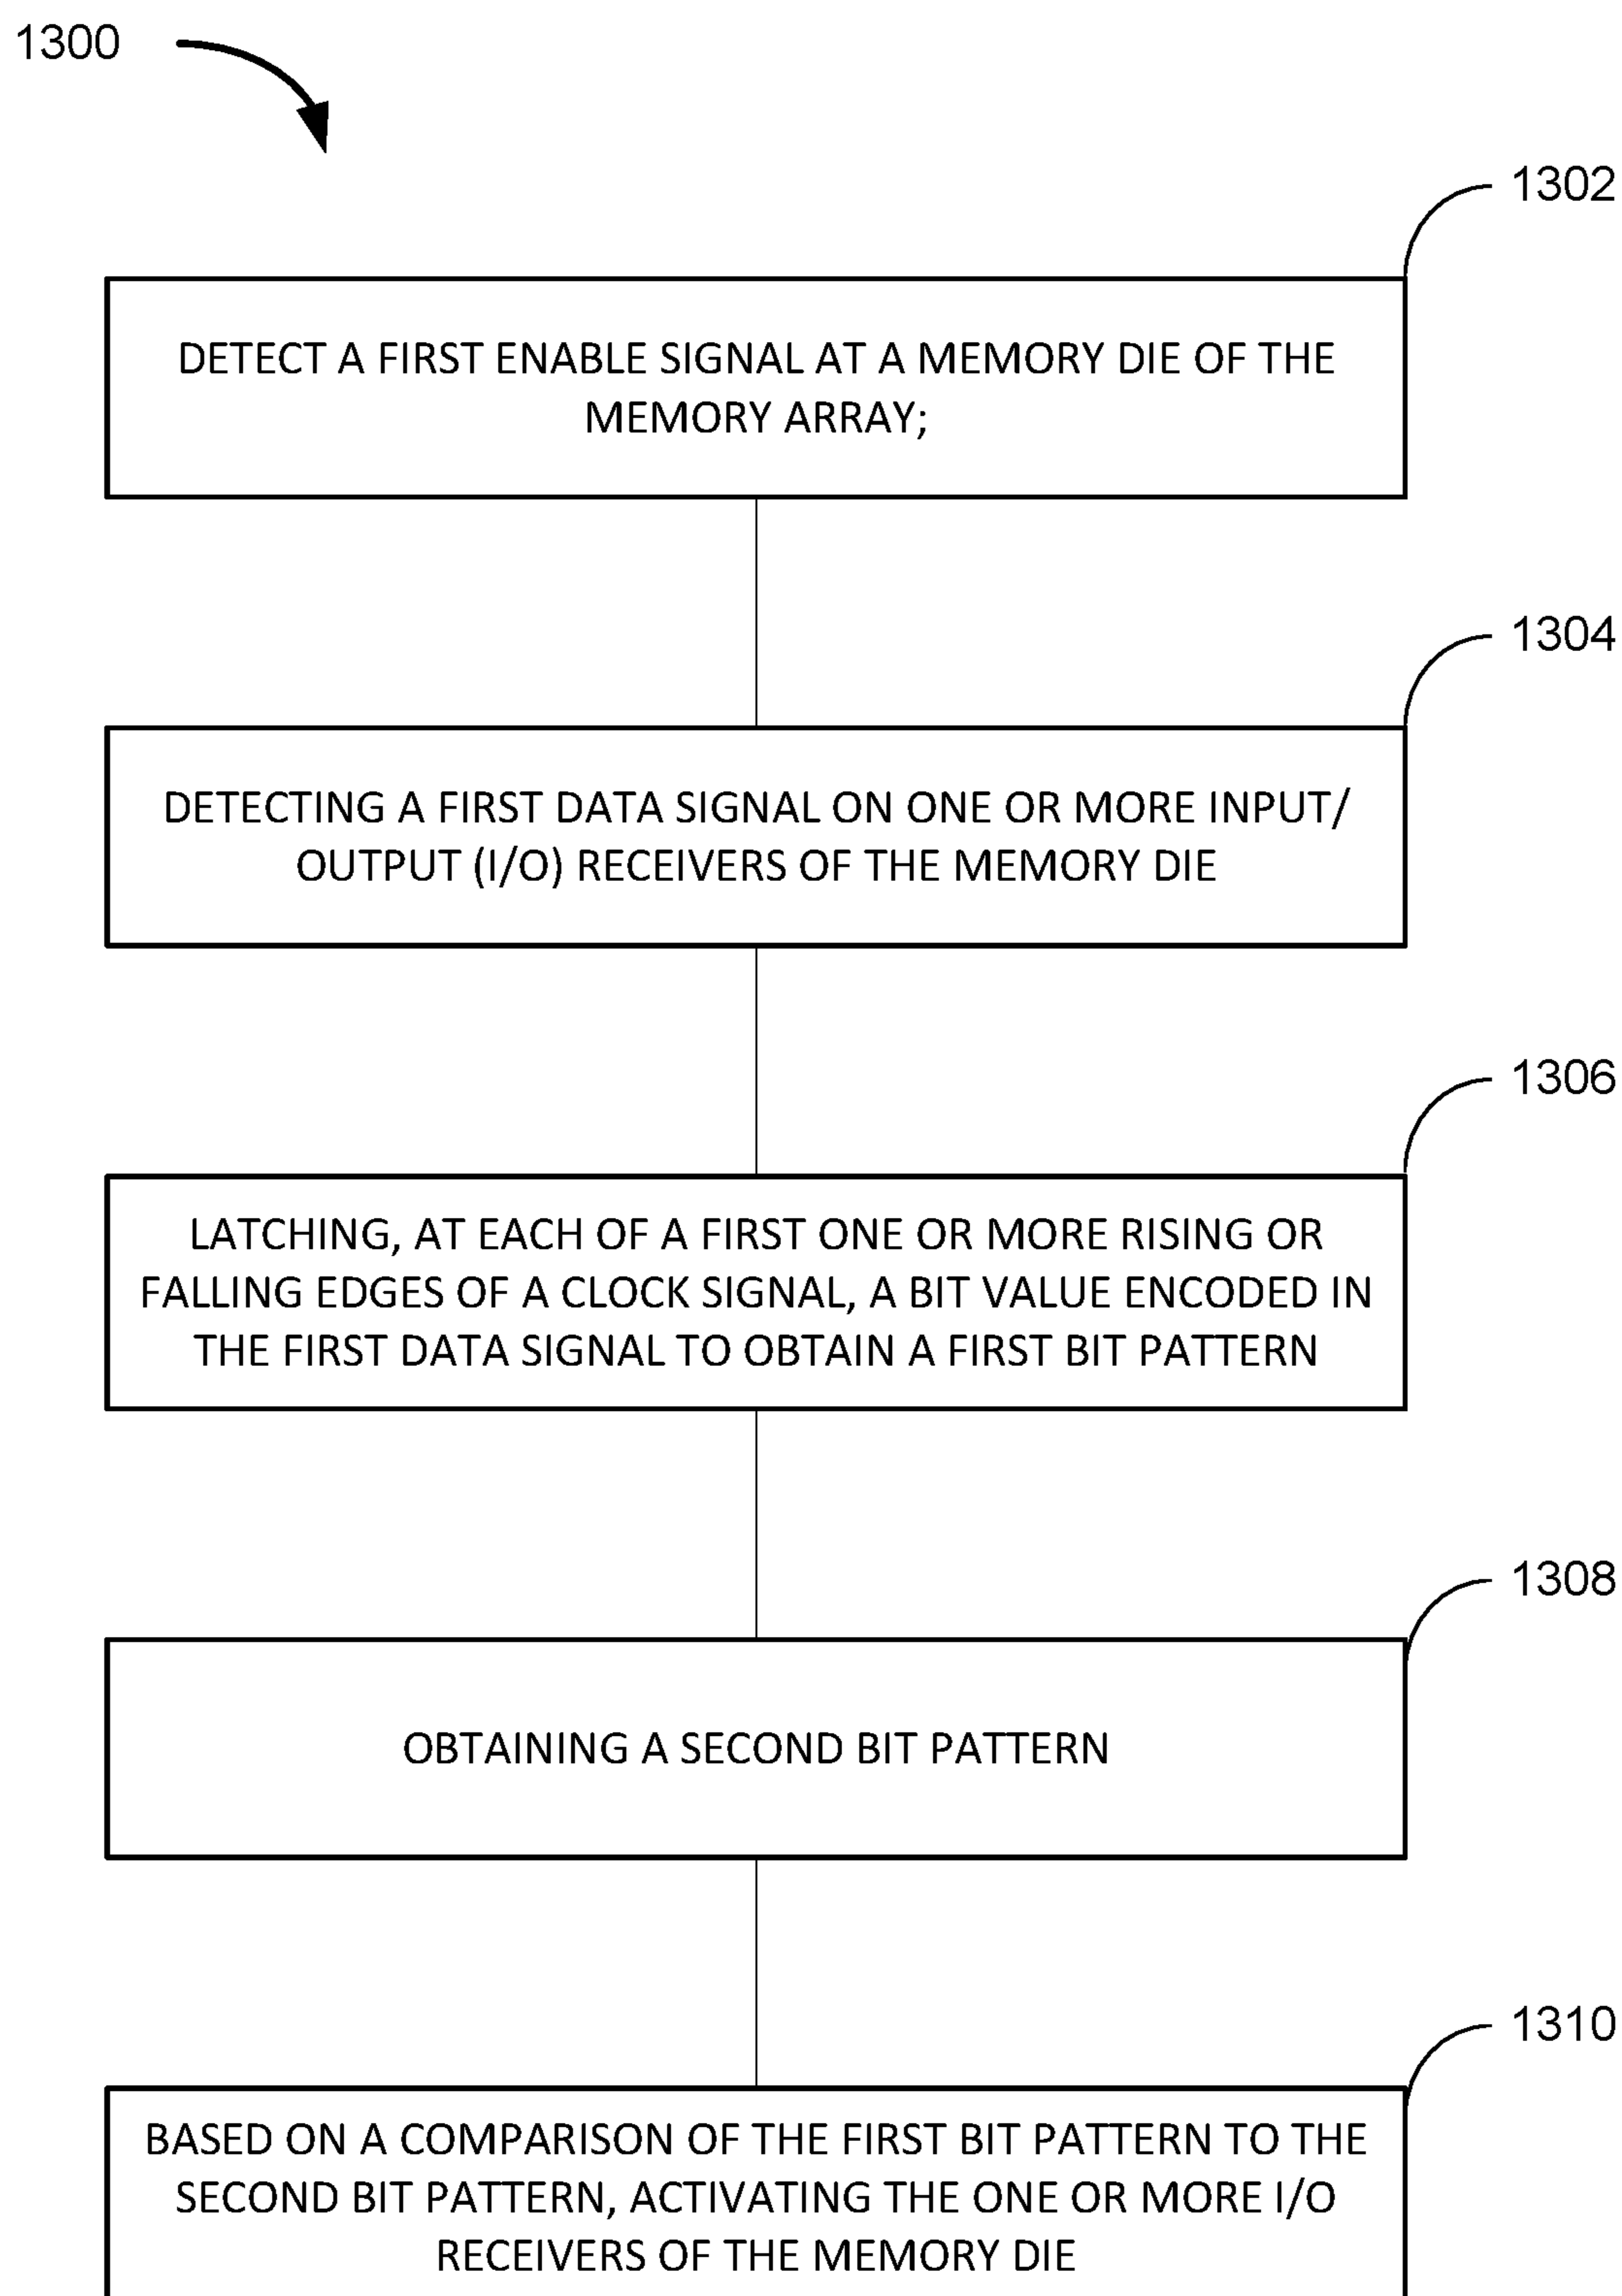 1300
1302
DETECT A FIRST ENABLE SIGNAL AT A MEMORY DIE OF THE
MEMORY ARRAY;
1304
DETECTING A FIRST DATA SIGNAL ON ONE OR MORE INPUT/
OUTPUT (I/O) RECEIVERS OF THE MEMORY DIE
1306
LATCHING, AT EACH OF A FIRST ONE OR MORE RISING OR
FALLING EDGES OF A CLOCK SIGNAL, A BIT VALUE ENCODED IN
THE FIRST DATA SIGNAL TO OBTAIN A FIRST BIT PATTERN
1308
OBTAINING A SECOND BIT PATTERN
1310
BASED ON A COMPARISON OF THE FIRST BIT PATTERN TO THE
SECOND BIT PATTERN, ACTIVATING THE ONE OR MORE I/O
RECEIVERS OF THE MEMORY DIE